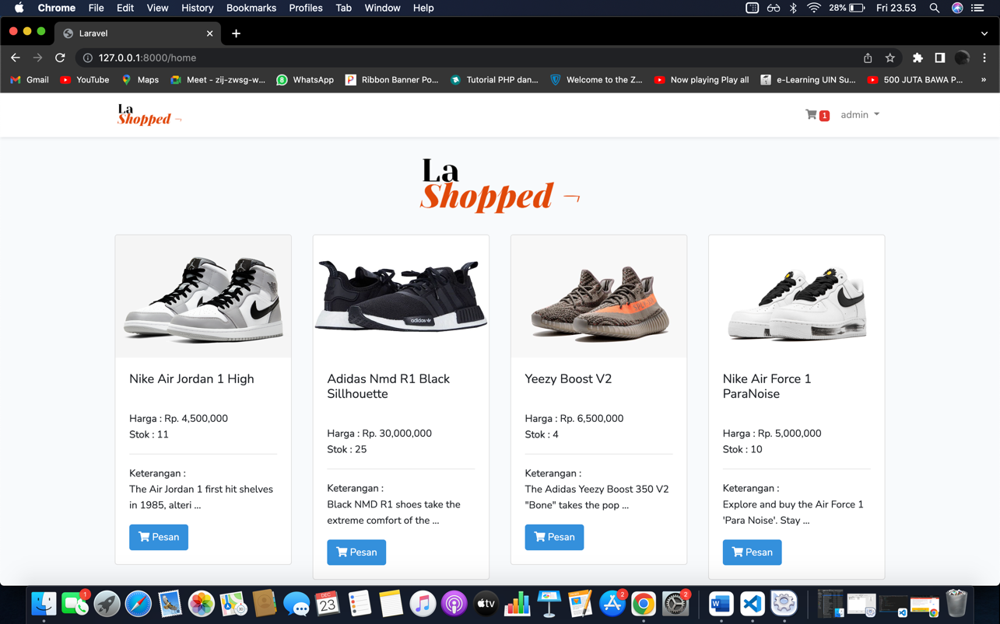 Chrome File Edit View History Bookmarks Profiles Tab Window Help 28% Fri 23.53
Laravel
127.0.0.1:8000/home
Gmail YouTube Maps Meet - zij-zwsg-w... 8 WhatsApp Ribbon Banner Po... Tutorial PHP dan... Welcome to the Z... Now playing Play all e-Learning UIN Su... 500 JUTA BAWA P... »
La
Shopped
1 admin
La
Shopped
adidas
Nike Air Jordan 1 High
Harga : Rp. 4,500,000
Stok : 11
Keterangan :
The Air Jordan 1 first hit shelves
in 1985, alteri ...
Pesan
Adidas Nmd R1 Black
Sillhouette
Harga : Rp. 30,000,000
Stok : 25
Keterangan :
Black NMD R1 shoes take the
extreme comfort of the ...
Pesan
Yeezy Boost V2
Harga : Rp. 6,500,000
Stok : 4
Keterangan :
The Adidas Yeezy Boost 350 V2
"Bone" takes the pop ...
Pesan
Nike Air Force 1
ParaNoise
Harga : Rp. 5,000,000
Stok : 10
Keterangan :
Explore and buy the Air Force 1
'Para Noise'. Stay ...
Pesan
1 DEC 23 tv 2 2 W